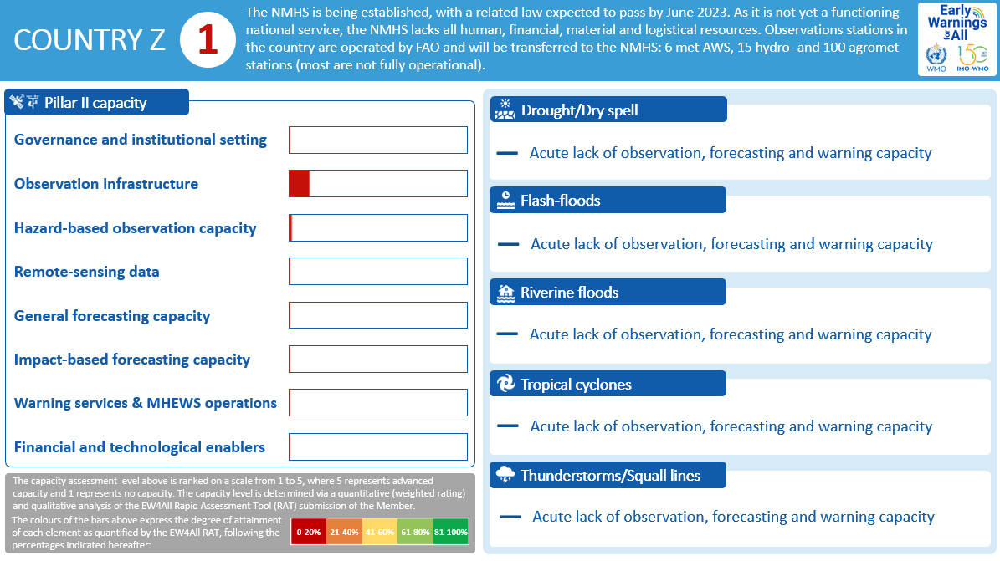 COUNTRY Z
1
The NMHS is being established, with a related law expected to pass by June 2023. As it is not yet a functioning
national service, the NMHS lacks all human, financial, material and logistical resources. Observations stations in
the country are operated by FAO and will be transferred to the NMHS: 6 met AWS, 15 hydro- and 100 agromet
stations (most are not fully operational).
Early
Warnings
for All
WMO
IMO-WMO
Pillar II capacity
Governance and institutional setting
Observation infrastructure
Hazard-based observation capacity
Remote-sensing data
General forecasting capacity
Impact-based forecasting capacity
Warning services & MHEWS operations
Financial and technological enablers
The capacity assessment level above is ranked on a scale from 1 to 5, where 5 represents advanced
capacity and 1 represents no capacity. The capacity level is determined via a quantitative (weighted rating)
and qualitative analysis of the EW4All Rapid Assessment Tool (RAT) submission of the Member.
The colours of the bars above express the degree of attainment
of each element as quantified by the EW4All RAT, following the
percentages indicated hereafter:
0-20% 21-40% 41-60% 61-80% 81-100%
Drought/Dry spell
— Acute lack of observation, forecasting and warning capacity
Flash-floods
— Acute lack of observation, forecasting and warning capacity
Riverine floods
— Acute lack of observation, forecasting and warning capacity
Tropical cyclones
— Acute lack of observation, forecasting and warning capacity
Thunderstorms/Squall lines
— Acute lack of observation, forecasting and warning capacity